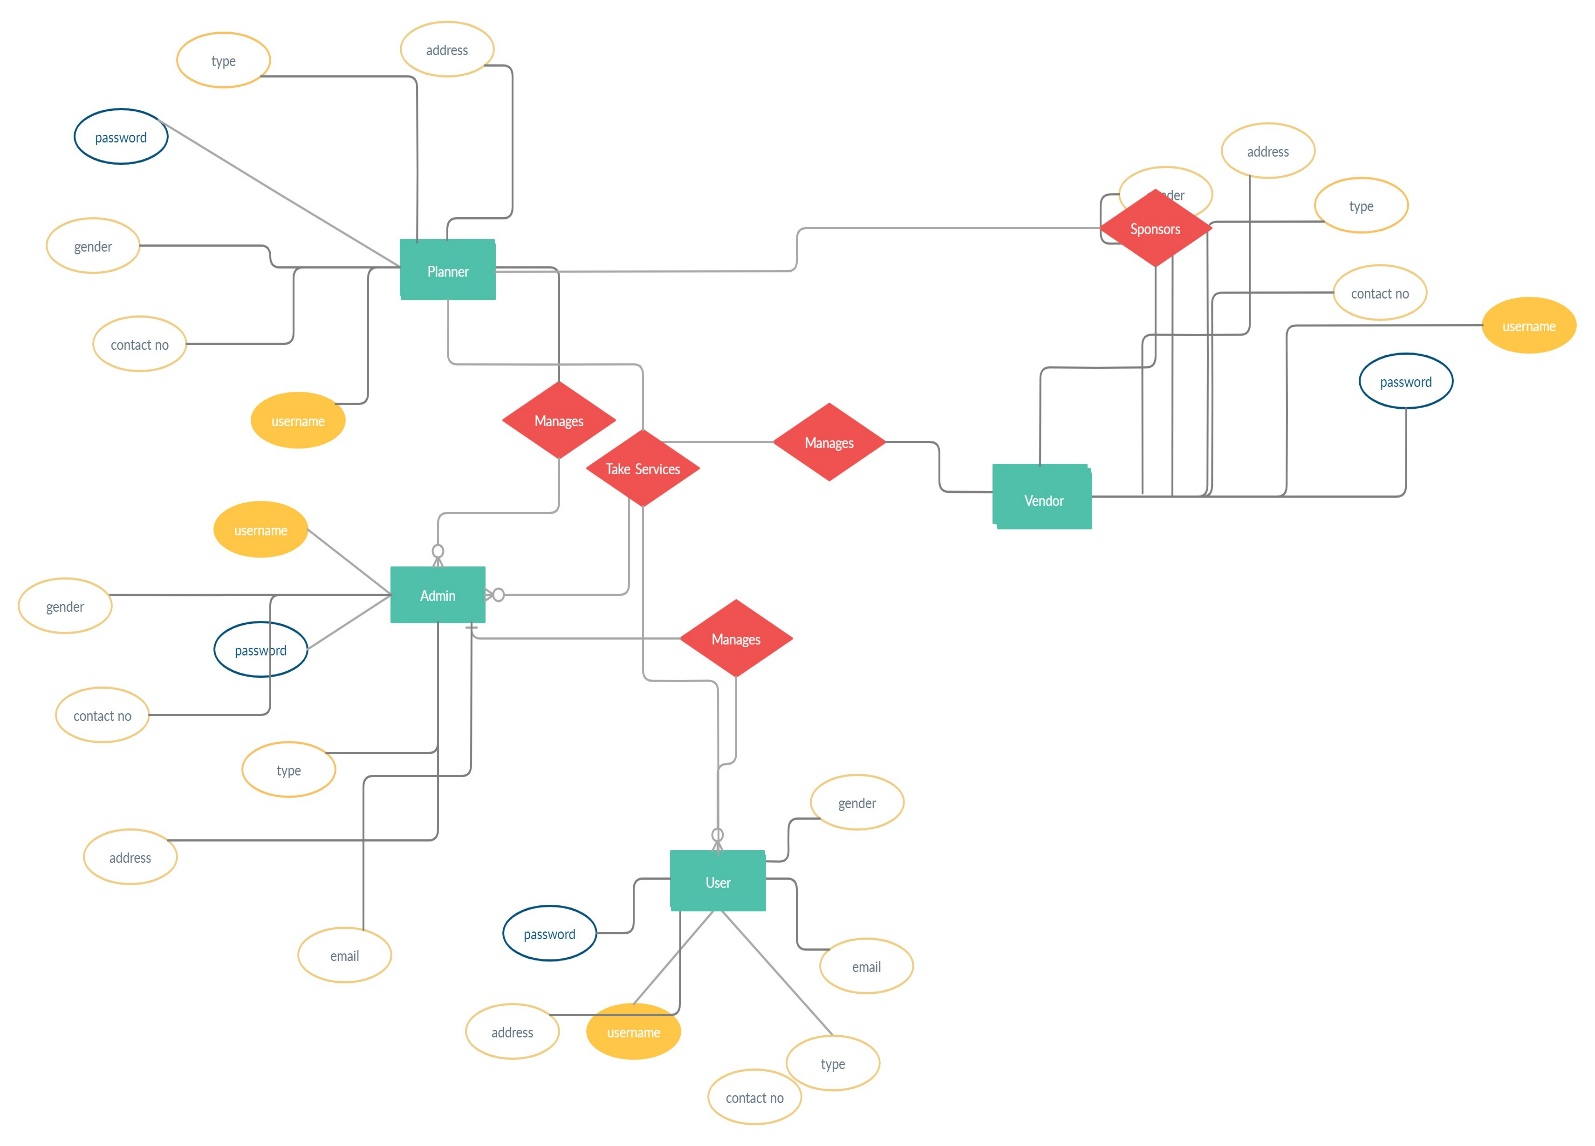 address
type
password
address
der
type
gender
Sponsors
Planner
contact no
username
contact no
password
username
Manages
Manages
Take Services
Vendor
username
Admin
gender
password
Manages
contact no
type
gender
address
User
password
email
email
address
username
type
contact no